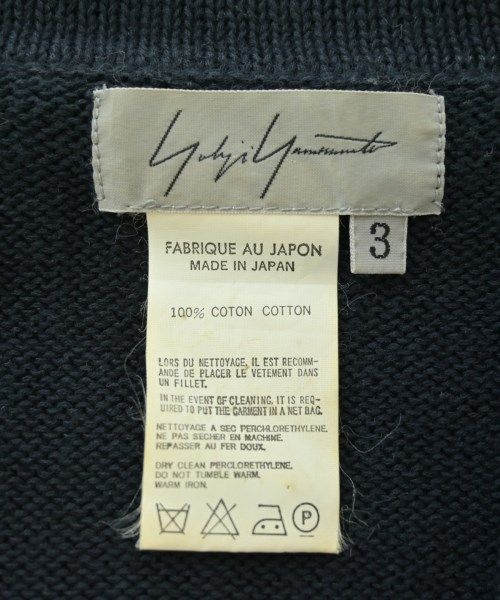 Yohji Yamamoto
3
FABRIQUE AU JAPON
MADE IN JAPAN
100% COTON COTTON
LORS DU NETTOYAGE, IL EST RECOMM-
ANDE DE PLACER LE VETEMENT DANS
UN FILLET.
IN THE EVENT OF CLEANING, IT IS REQ-
UIRED TO PUT THE GARMENT IN A NET BAG.
NETTOYAGE A SEC PERCHLORETHYLENE.
NE PAS SECHER EN MACHINE.
REPASSER AU FER DOUX.
DRY CLEAN PERCLORETHYLENE.
DO NOT TUMBLE WARM.
WARM IRON.
P